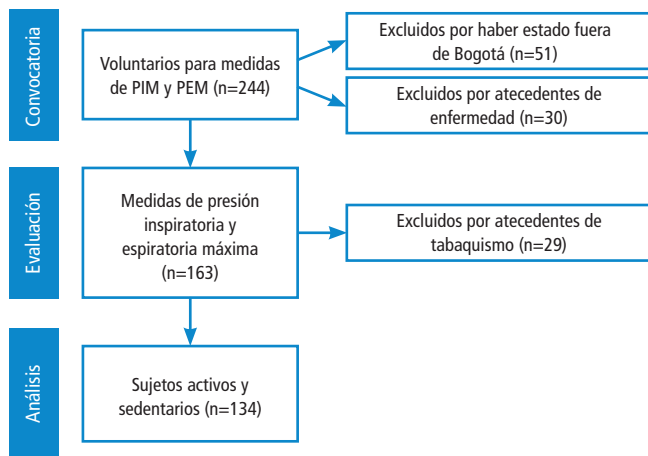 Convocatoria
Voluntarios para medidas
de PIM y PEM (n=244)
Excluidos por haber estado fuera
de Bogotá (n=51)
Excluidos por atecedentes de
enfermedad (n=30)
Evaluación
Medidas de presión
inspiratoria y
espiratoria máxima
(n=163)
Excluidos por atecedentes de
tabaquismo (n=29)
Análisis
Sujetos activos y
sedentarios (n=134)